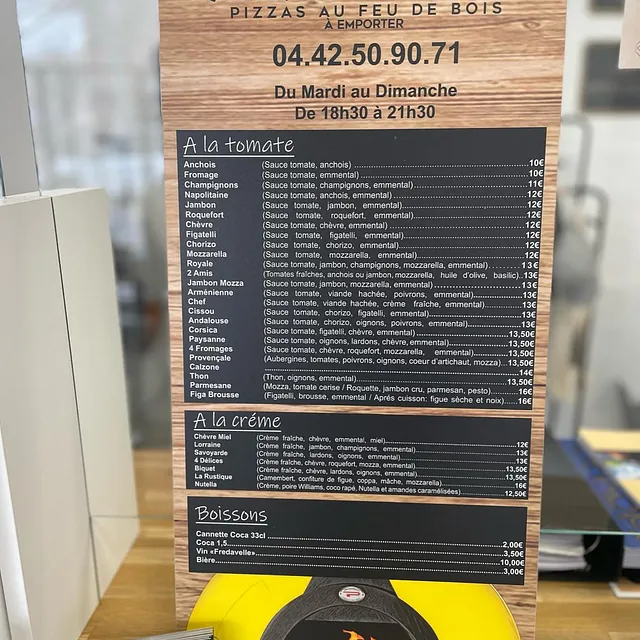 PIZZAS AU FEU DE BOIS
À EMPORTER
04.42.50.90.71
Du Mardi au Dimanche
De 18h30 à 21h30
A la tomate
Anchois (Sauce tomate, anchois) 10€
Fromage (Sauce tomate, emmental) 10€
Champignons (Sauce tomate, champignons, emmental) 11€
Napolitaine (Sauce tomate, anchois, emmental) 12€
Jambon (Sauce tomate, jambon, emmental) 12€
Roquefort (Sauce tomate, roquefort, emmental) 12€
Chèvre (Sauce tomate, chèvre, emmental) 12€
Figatelli (Sauce tomate, figatelli, emmental) 12€
Chorizo (Sauce tomate, chorizo, emmental) 12€
Mozzarella (Sauce tomate, mozzarella, emmental) 12€
Royale (Sauce tomate, jambon, champignons, mozzarella, emmental) 13€
2 Amis (Tomates fraîches, anchois ou jambon, mozzarella, huile d'olive, basilic) 13€
Jambon Mozza (Sauce tomate, jambon, mozzarella, emmental) 13€
Arménienne (Sauce tomate, viande hachée, poivrons, emmental) 13€
Chef (Sauce tomate, viande hachée, crème fraîche, emmental) 13€
Cissou (Sauce tomate, chorizo, figatelli, emmental) 13€
Andalouse (Sauce tomate, chorizo, oignons, poivrons, emmental) 13€
Corsica (Sauce tomate, figatelli, chèvre, emmental) 13,50€
Paysanne (Sauce tomate, oignons, lardons, chèvre, emmental) 13,50€
4 Fromages (Sauce tomate, chèvre, roquefort, mozzarella, emmental) 13,50€
Provençale (Aubergines, tomates, poivrons, oignons, coeur d'artichaut, mozza) 13,50€
Calzone 14€
Thon (Thon, oignons, emmental) 13,50€
Parmesane (Mozza, tomate cerise / Roquette, jambon cru, parmesan, pesto) 16€
Figa Brousse (Figatelli, brousse, emmental / Aprés cuisson: figue sèche et noix) 16€
A la créme
Chèvre Miel (Crème fraîche, chèvre, emmental, miel) 12€
Lorraine (Crème fraîche, jambon, champignons, emmental) 13€
Savoyarde (Crème fraîche, lardons, oignons, emmental) 13€
4 Délices (Crème fraîche, chèvre, roquefort, mozza, emmental) 13,50€
Biquet (Crème fraîche, chèvre, lardons, oignons, emmental) 13,50€
La Rustique (Camembert, confiture de figue, coppa, mâche, mozzarella) 16€
Nutella (Crème, poire Williams, coco rapé, Nutella et amandes caramélisées) 12,50€
Boissons
Cannette Coca 33cl 2,00€
Coca 1,5 3,50€
Vin «Fredavelle» 10,00€
Bière 3,00€